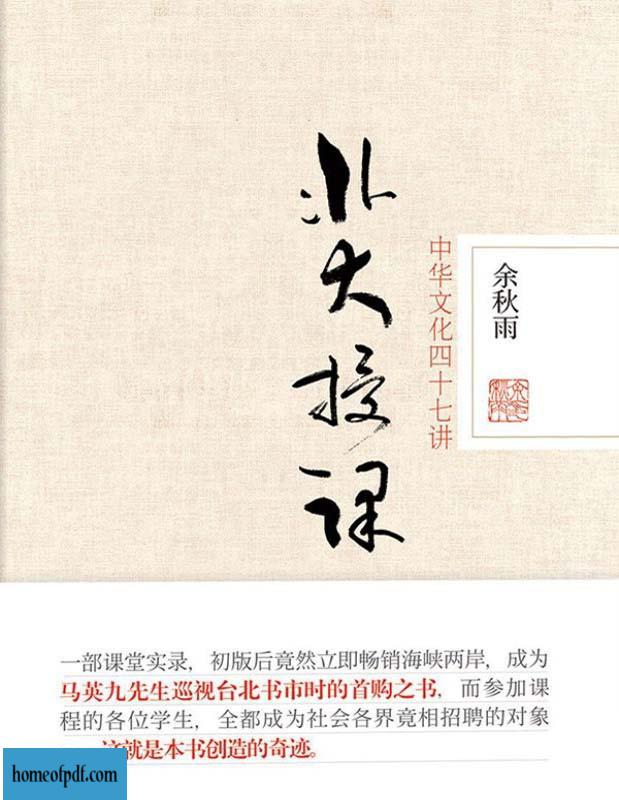 北大授课
中华文化四十七讲
余秋雨
一部课堂实录，初版后竟然立即畅销海峡两岸，成为
马英九先生巡视台北书市时的首购之书，而参加课
程的各位学生，全都成为社会各界竟相招聘的对象
这就是本书创造的奇迹。
homeofpdf.com